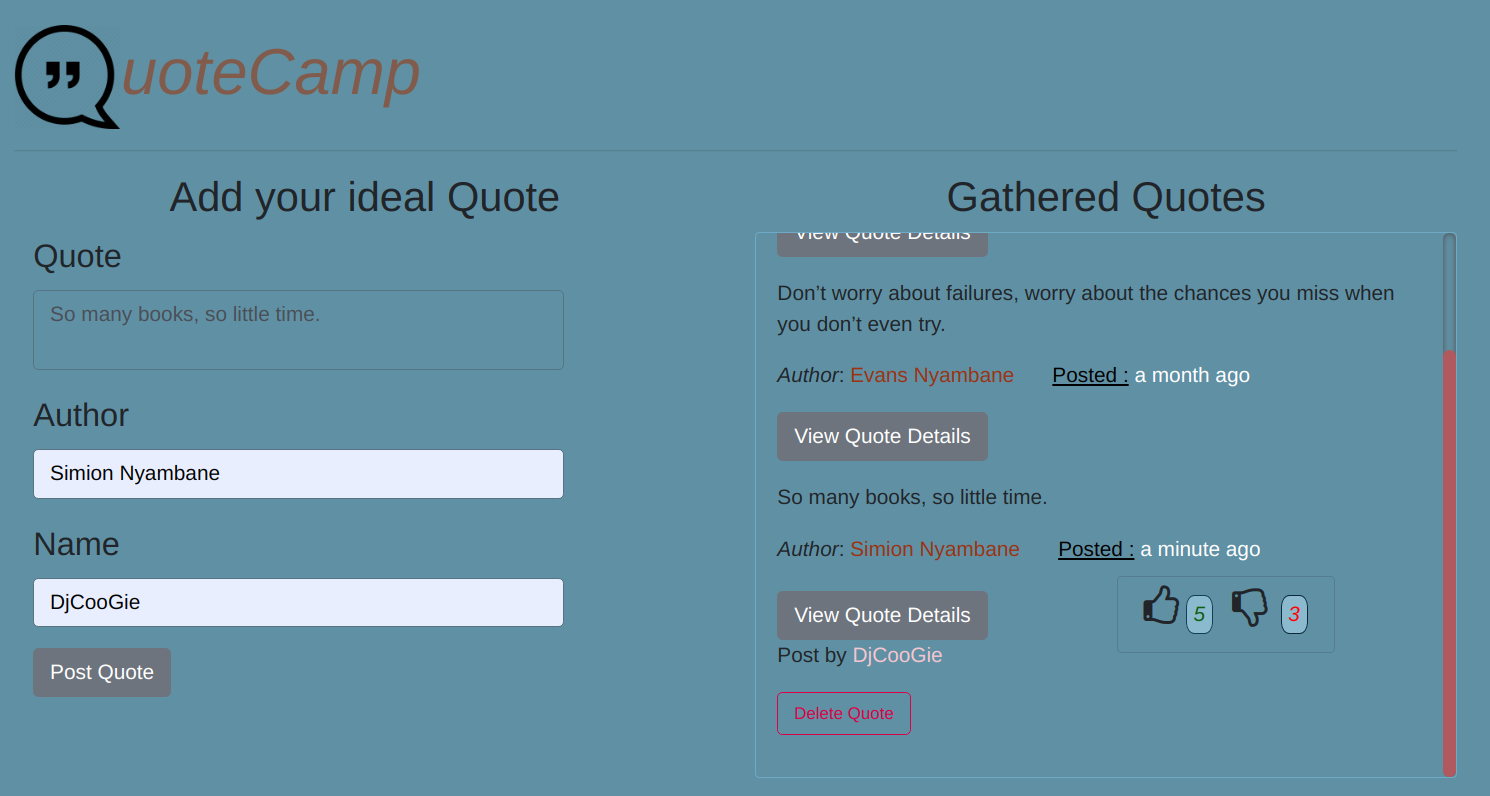 uoteCamp
Add your ideal Quote
Quote
So many books, so little time.
Author
Simion Nyambane
Name
DjCooGie
Post Quote
Gathered Quotes
View Quote Details
Don’t worry about failures, worry about the chances you miss when
you don’t even try.
Author: Evans Nyambane Posted : a month ago
View Quote Details
So many books, so little time.
Author: Simion Nyambane Posted : a minute ago
View Quote Details 5 3
Post by DjCooGie
Delete Quote